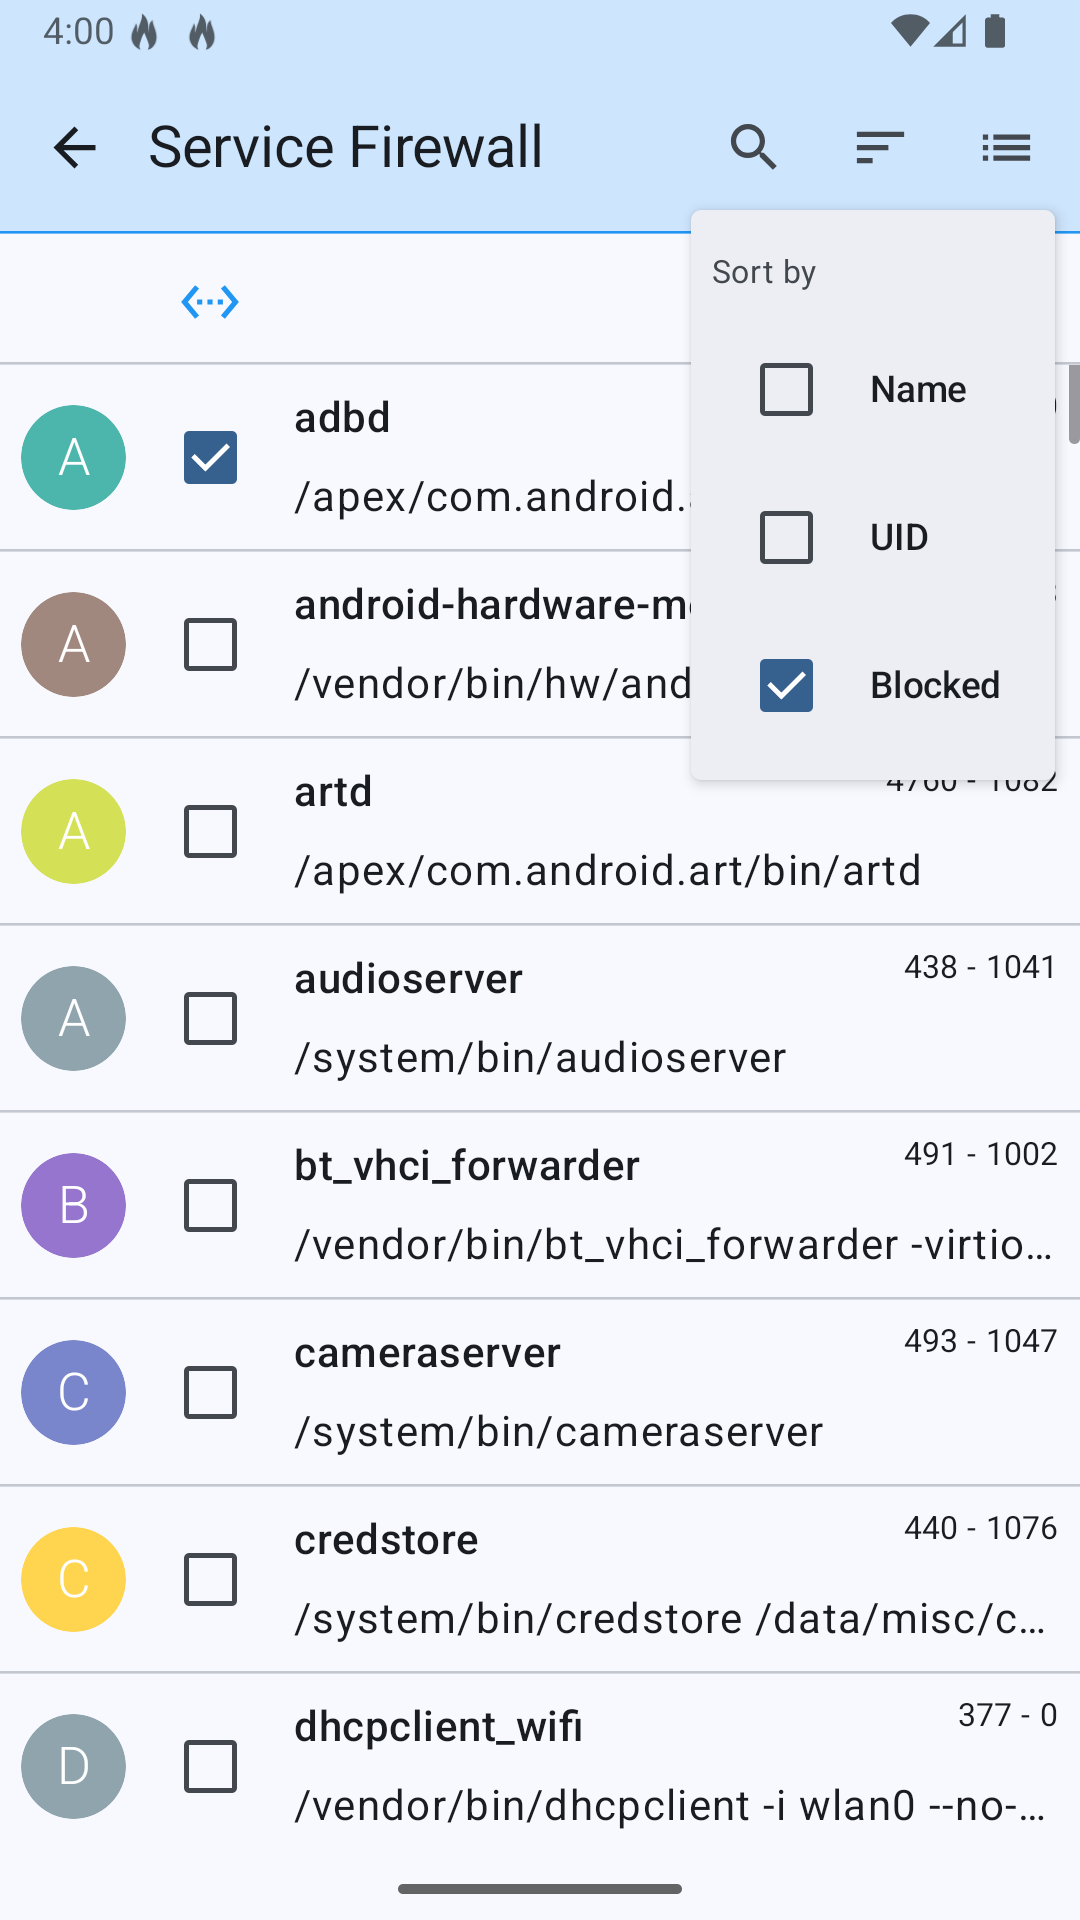 4:00
Service Firewall
Sort by
Name
UID
Blocked
A
adbd
/apex/com.android.
A
/vendor/bin/hw/and
A
artd
4760 - 1082
/apex/com.android.art/bin/artd
A
audioserver
438 - 1041
/system/bin/audioserver
B
bt_vhci_forwarder
491 - 1002
/vendor/bin/bt_vhci_forwarder -virtio…
C
cameraserver
493 - 1047
/system/bin/cameraserver
C
credstore
440 - 1076
/system/bin/credstore /data/misc/c…
D
dhcpclient_wifi
377 - 0
/vendor/bin/dhcpclient -i wlan0 --no-…